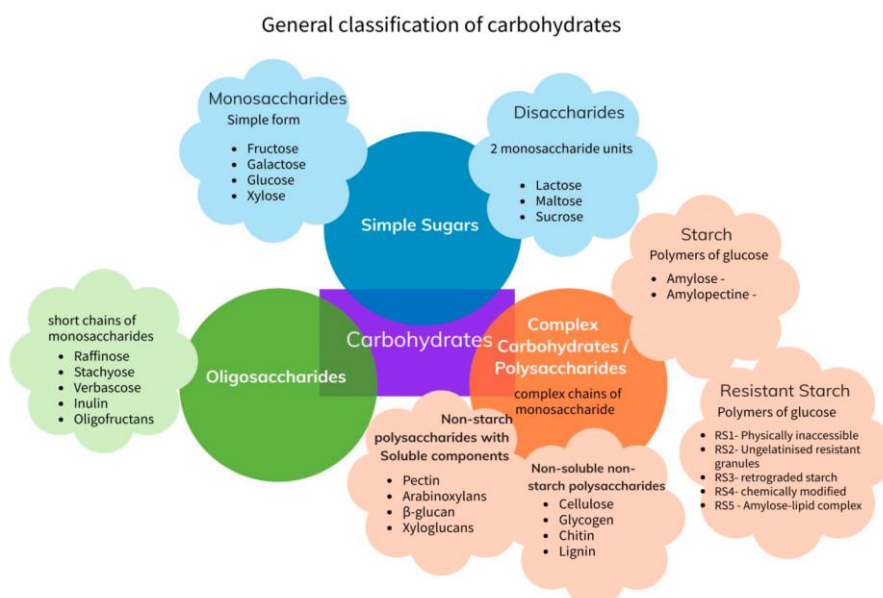 General classification of carbohydrates
Monosaccharides
Simple form
• Fructose
• Galactose
• Glucose
• Xylose
Disaccharides
2 monosaccharide units
• Lactose
• Maltose
• Sucrose
Simple Sugars
Starch
Polymers of glucose
• Amylose -
• Amylopectine -
short chains of
monosaccharides
• Raffinose
• Stachyose
• Verbascose
• Inulin
• Oligofructans
Oligosaccharides
Carbohydrates
Complex
Carbohydrates /
Polysaccharides
complex chains of
monosaccharide
Resistant Starch
Polymers of glucose
• RS1- Physically inaccessible
• RS2- Ungelatinised resistant
granules
• RS3- retrograded starch
• RS4- chemically modified
• RS5 - Amylose-lipid complex
Non-starch
polysaccharides with
Soluble components
• Pectin
• Arabinoxylans
• β-glucan
• Xyloglucans
Non-soluble non-
starch polysaccharides
• Cellulose
• Glycogen
• Chitin
• Lignin